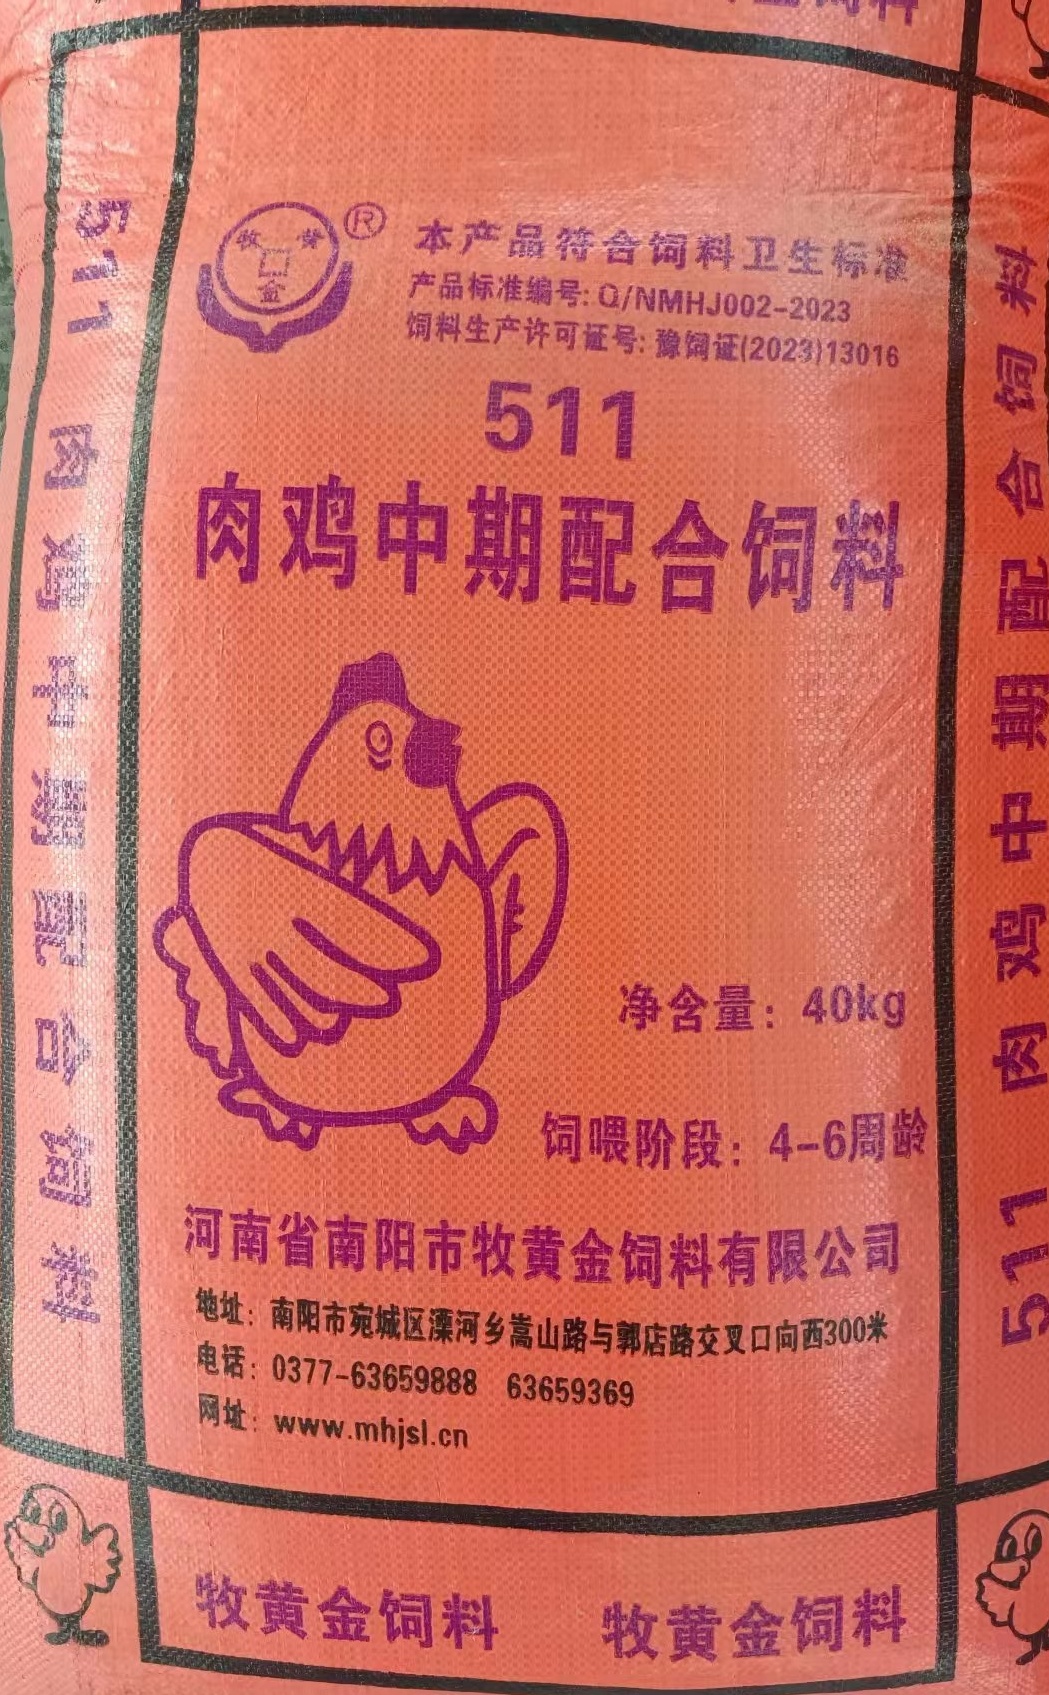 牧 黄
金
®
本产品符合饲料卫生标准
产品标准编号: Q/NMHJ002-2023
饲料生产许可证号: 豫饲证(2023)13016
511
肉鸡中期配合饲料
净含量: 40kg
饲喂阶段: 4-6周龄
河南省南阳市牧黄金饲料有限公司
地址: 南阳市宛城区溧河乡嵩山路与郭店路交叉口向西300米
电话: 0377-63659888 63659369
网址: www.mhjsl.cn
牧黄金饲料 牧黄金饲料
511 肉鸡中期配合饲料
511 肉鸡中期配合饲料